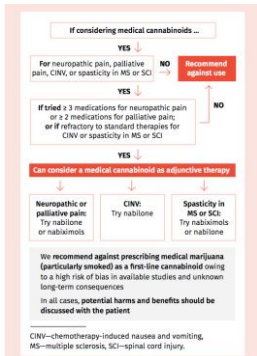 If considering medical cannabinoids ...
YES
For neuropathic pain, palliative
pain, CINV, or spasticity in MS or SCI
NO
Recommend
against use
YES
NO
If tried ≥ 3 medications for neuropathic pain
or ≥ 2 medications for palliative pain;
or if refractory to standard therapies for
CINV or spasticity in MS or SCI
YES
Can consider a medical cannabinoid as adjunctive therapy
Neuropathic or
palliative pain:
Try nabilone
or nabiximols
CINV:
Try nabilone
Spasticity in
MS or SCI:
Try nabiximols
or nabilone
We recommend against prescribing medical marijuana
(particularly smoked) as a first-line cannabinoid owing
to a high risk of bias in available studies and unknown
long-term consequences
In all cases, potential harms and benefits should be
discussed with the patient
CINV—chemotherapy-induced nausea and vomiting,
MS—multiple sclerosis, SCI—spinal cord injury.